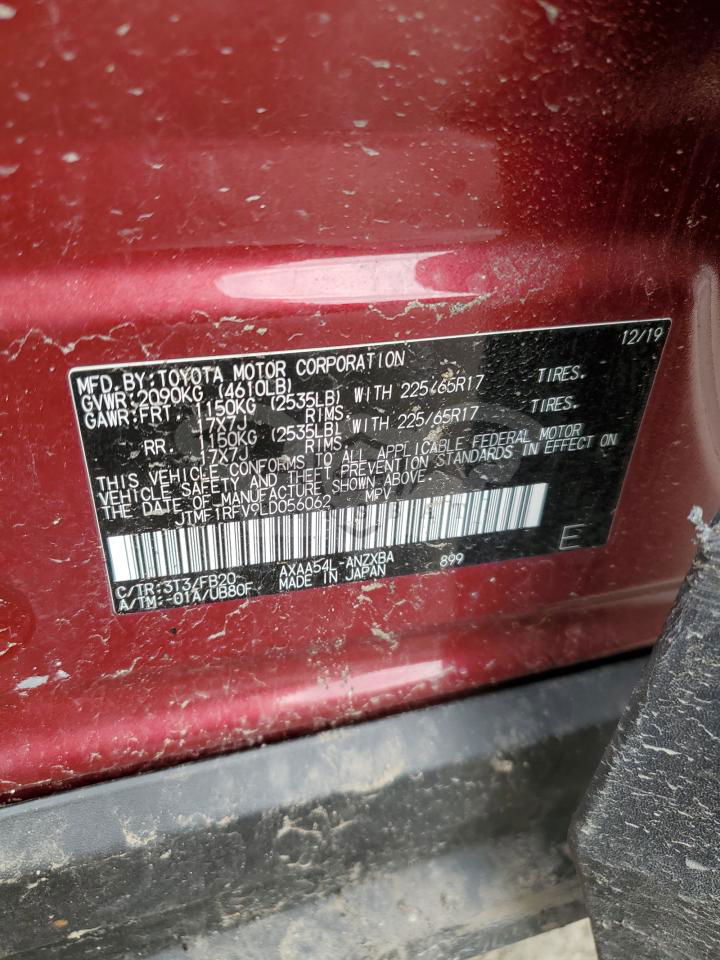 12/19
MFD.BY:TOYOTA MOTOR CORPORATION
GVWR:2090KG (4610LB)
GAWR:FRT 1150KG (2535LB) WITH 225/65R17 TIRES.
17X7J RIMS.
RR 1150KG (2535LB) WITH 225/65R17 TIRES.
17X7J RIMS.
THIS VEHICLE CONFORMS TO ALL APPLICABLE FEDERAL MOTOR
VEHICLE SAFETY AND THEFT PREVENTION STANDARDS IN EFFECT ON
THE DATE OF MANUFACTURE SHOWN ABOVE.
JTMF1RFV9LD056062 MPV
E
C/TR:3T3/FB20 AXAA54L-ANZXBA 899
A/TM:-01A/UB80F MADE IN JAPAN